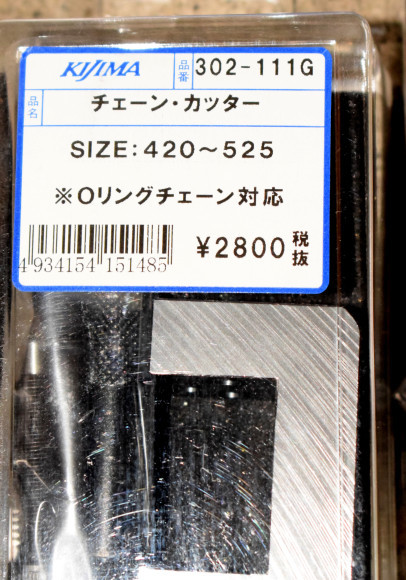 KIJIMA 品番 302-111G
品名 チェーン・カッター
SIZE:420～525
※Oリングチェーン対応
4 934154 151485
¥2800 税抜